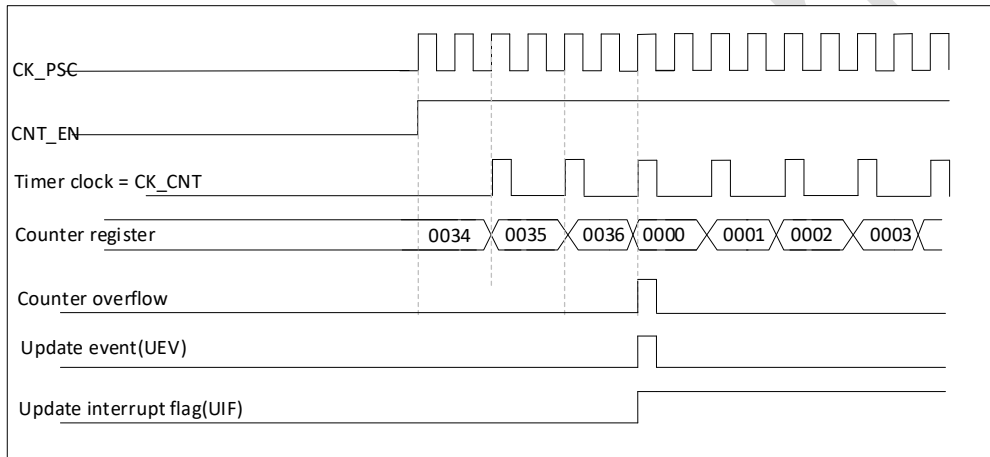 CK_PSC
CNT_EN
Timer clock = CK_CNT
Counter register 0034 0035 0036 0000 0001 0002 0003
Counter overflow
Update event(UEV)
Update interrupt flag(UIF)